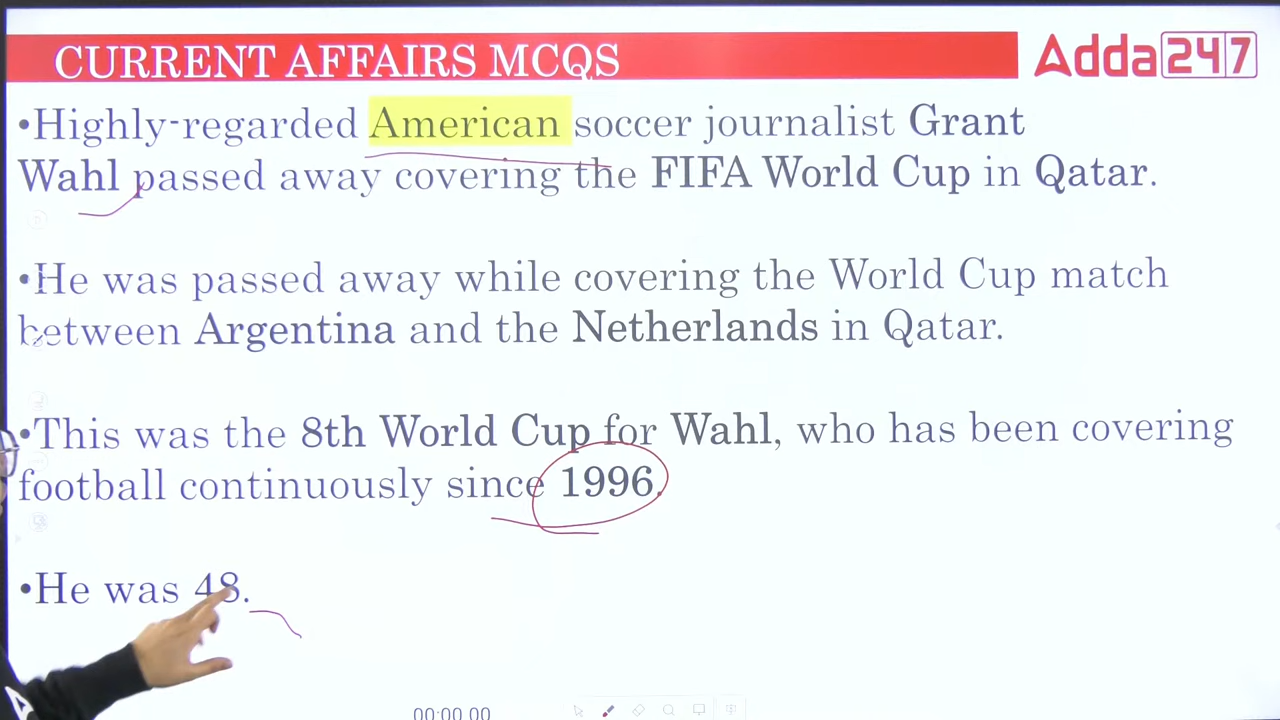 CURRENT AFFAIRS MCQS
Adda247
•Highly-regarded American soccer journalist Grant
Wahl passed away covering the FIFA World Cup in Qatar.
•He was passed away while covering the World Cup match
between Argentina and the Netherlands in Qatar.
•This was the 8th World Cup for Wahl, who has been covering
football continuously since 1996.
•He was 48.
00:00.00